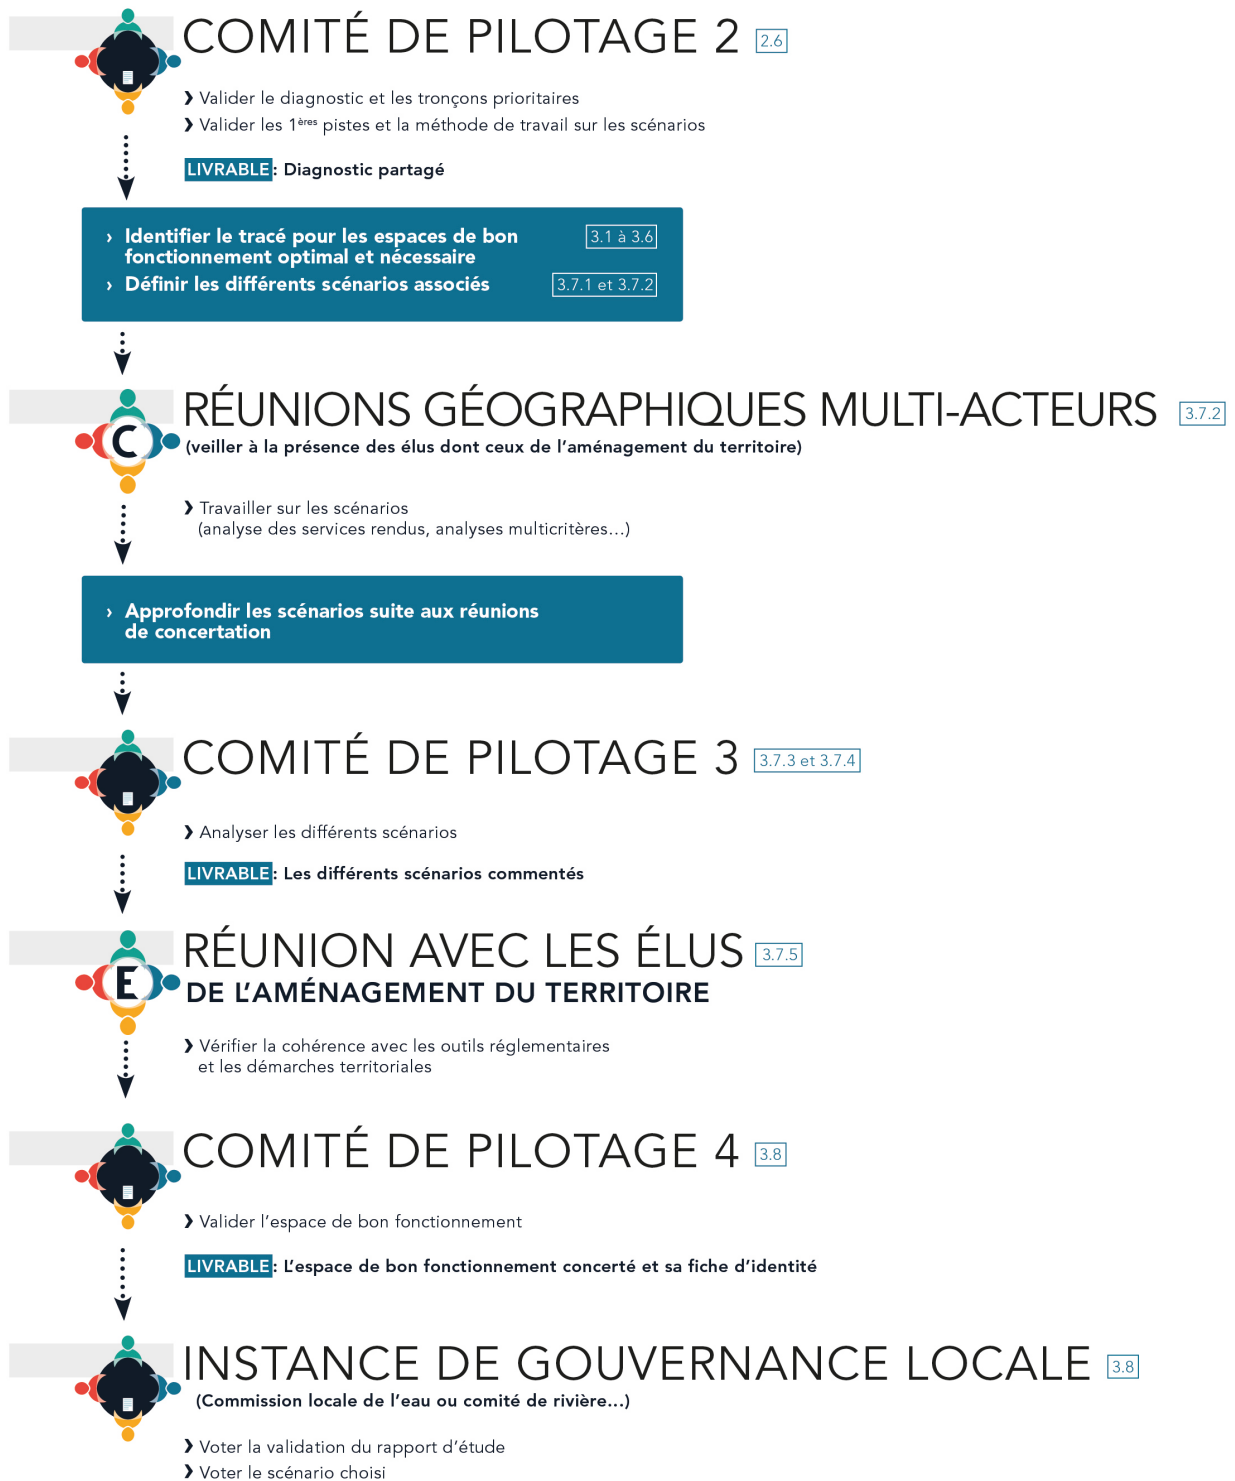 COMITÉ DE PILOTAGE 2 2.6
❯ Valider le diagnostic et les tronçons prioritaires
❯ Valider les 1ères pistes et la méthode de travail sur les scénarios
LIVRABLE : Diagnostic partagé
› Identifier le tracé pour les espaces de bon 3.1 à 3.6
fonctionnement optimal et nécessaire
› Définir les différents scénarios associés 3.7.1 et 3.7.2
RÉUNIONS GÉOGRAPHIQUES MULTI-ACTEURS 3.7.2
C
(veiller à la présence des élus dont ceux de l’aménagement du territoire)
❯ Travailler sur les scénarios
(analyse des services rendus, analyses multicritères...)
› Approfondir les scénarios suite aux réunions
de concertation
COMITÉ DE PILOTAGE 3 3.7.3 et 3.7.4
❯ Analyser les différents scénarios
LIVRABLE : Les différents scénarios commentés
RÉUNION AVEC LES ÉLUS 3.7.5
E
DE L’AMÉNAGEMENT DU TERRITOIRE
❯ Vérifier la cohérence avec les outils réglementaires
et les démarches territoriales
COMITÉ DE PILOTAGE 4 3.8
❯ Valider l’espace de bon fonctionnement
LIVRABLE : L’espace de bon fonctionnement concerté et sa fiche d’identité
INSTANCE DE GOUVERNANCE LOCALE 3.8
(Commission locale de l’eau ou comité de rivière...)
❯ Voter la validation du rapport d’étude
❯ Voter le scénario choisi